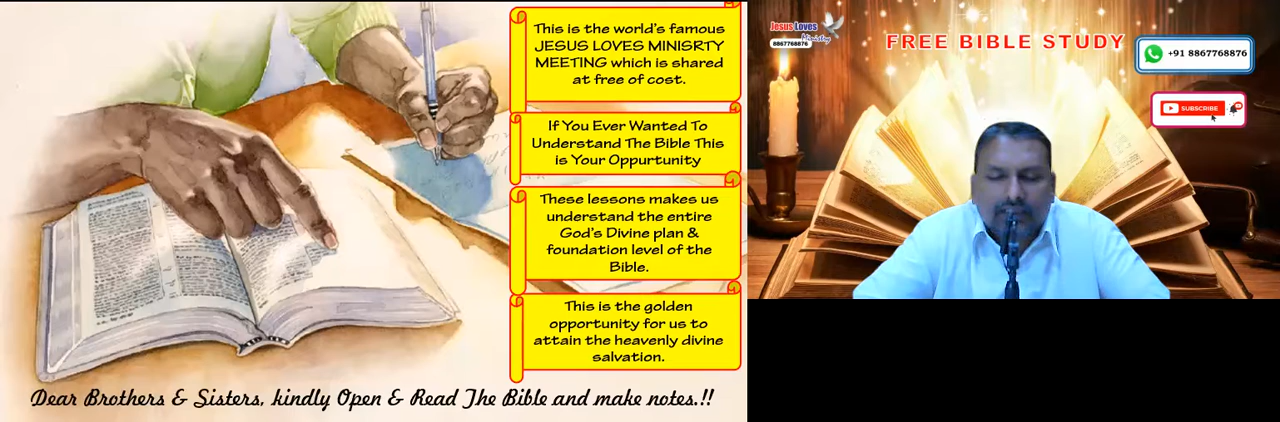 This is the world's famous
JESUS LOVES MINISRTY
MEETING which is shared
at free of cost.
If You Ever Wanted To
Understand The Bible This
is Your Oppurtunity
These lessons makes us
understand the entire
God's Divine plan &
foundation level of the
Bible.
This is the golden
opportunity for us to
attain the heavenly divine
salvation.
Dear Brothers & Sisters, kindly Open & Read The Bible and make notes.!!
Jesus Loves
Ministry
8867768876
FREE BIBLE STUDY
+91 8867768876
SUBSCRIBE